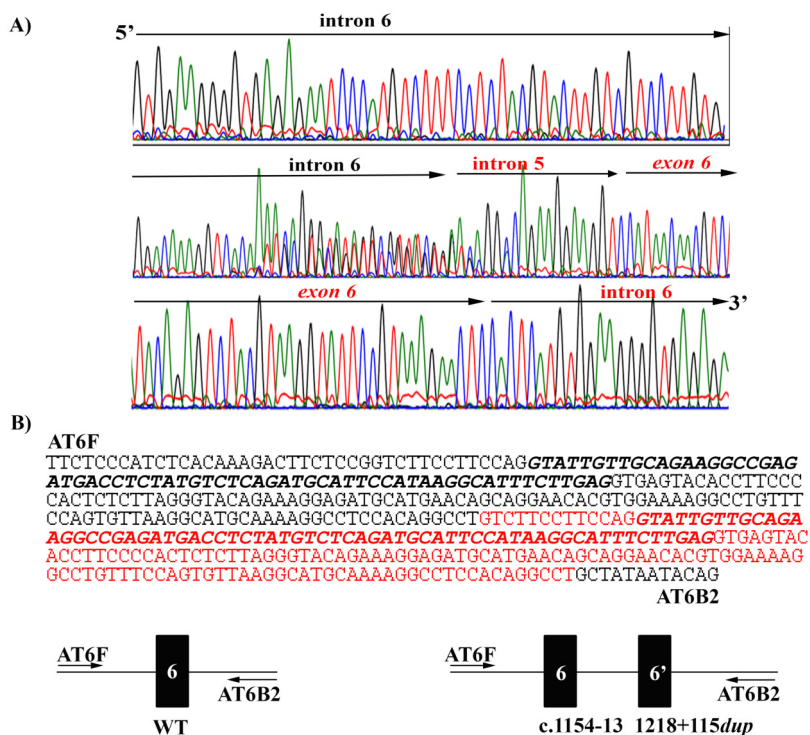 A)
5’
intron 6
intron 6
intron 5
exon 6
exon 6
intron 6
3’
B)
AT6F
TTCTCCCATCTCACAAAGACTTCTCCGGTCTTCCTTCCAGGTATTGTTGCAGAAGGCCGAG
ATGACCTCTATGTCTCAGATGCATTCCATAAGGCATTTCTTGAGGTGAGTACACCTTCCC
CACTCTCTTAGGGTACAGAAAGGAGATGCATGAACAGCAGGAACACGTGGAAAAGGCCTGTTT
CCAGTGTTAAGGCATGCAAAAGGCCTCCACAGGCCTGTCTTCCTTCCAGGTATTGTTGCAGA
AGGCCGAGATGACCTCTATGTCTCAGATGCATTCCATAAGGCATTTCTTGAGGTGAGTAC
ACCTTCCCCACTCTCTTAGGGTACAGAAAGGAGATGCATGAACAGCAGGAACACGTGGAAAAG
GCCTGTTTCCAGTGTTAAGGCATGCAAAAGGCCTCCACAGGCCTGCTATAATACAG
AT6B2
AT6F
6
AT6B2
WT
AT6F
6
6’
AT6B2
c.1154-13
1218+115dup